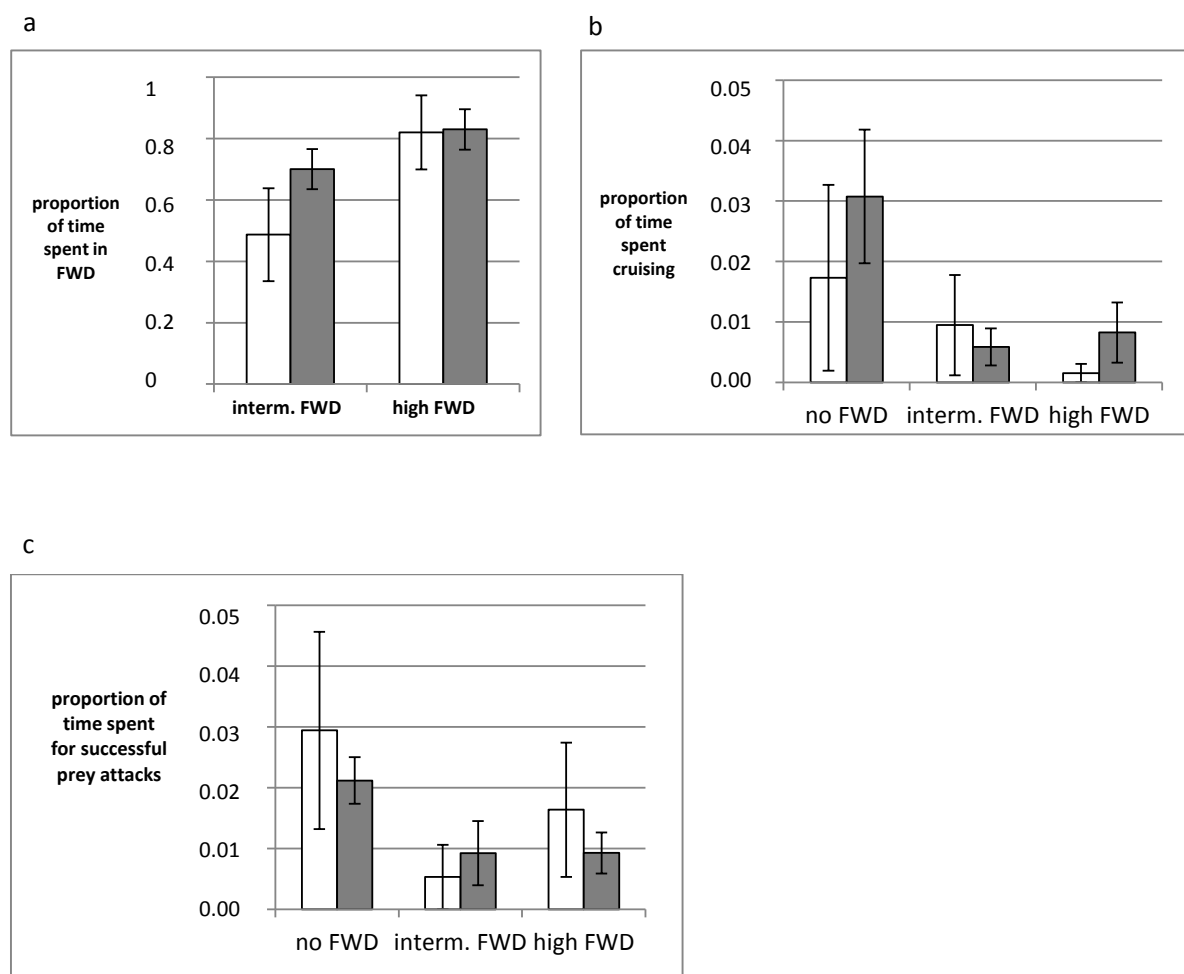 a
1
0.8
0.6
0.4
0.2
0
proportion
of time
spent in
FWD
interm. FWD high FWD
b
0.05
0.04
0.03
0.02
0.01
0.00
proportion
of time
spent
cruising
no FWD interm. FWD high FWD
c
0.05
0.04
0.03
0.02
0.01
0.00
proportion of
time spent
for successful
prey attacks
no FWD interm. FWD high FWD